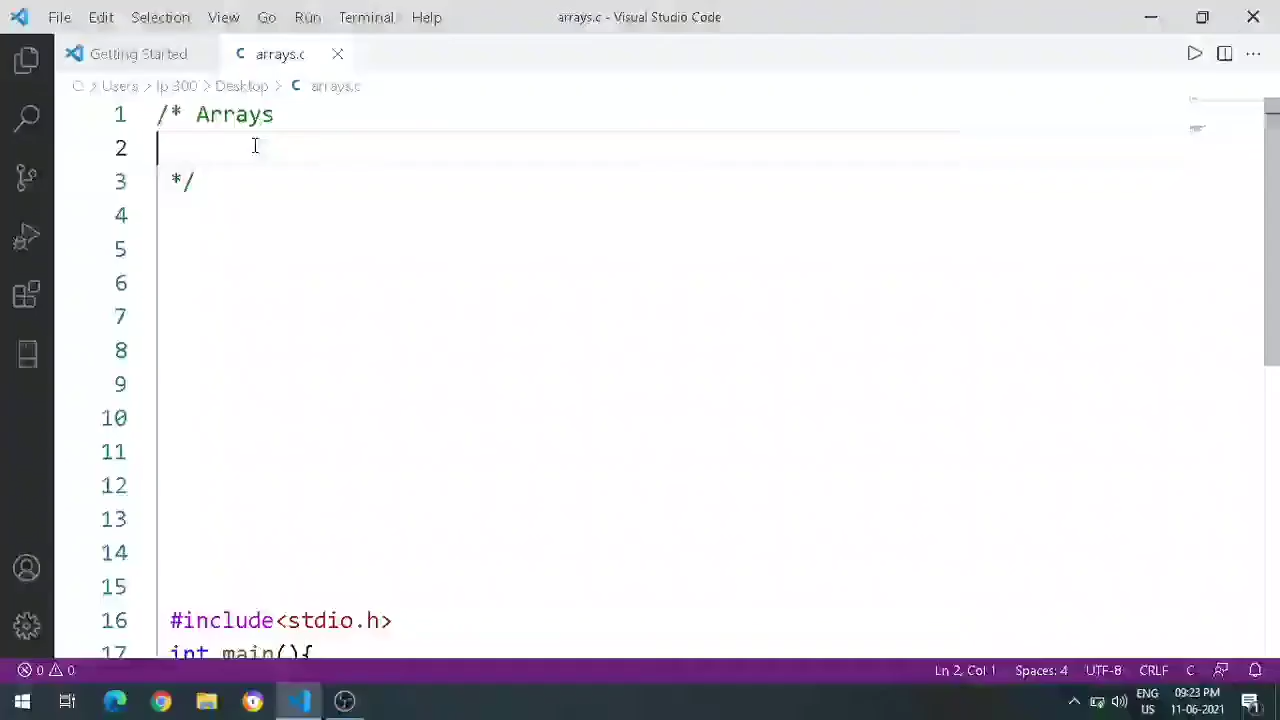 File Edit Selection View Go Run Terminal Help arrays.c - Visual Studio Code
Getting Started C arrays.c
> Users > lp 300 > Desktop > C arrays.c
1 /* Arrays
2
3 */
4
5
6
7
8
9
10
11
12
13
14
15
16 #include<stdio.h>
17 int main(){
0 0 Ln 2, Col 1 Spaces: 4 UTF-8 CRLF C
ENG 09:23 PM
US 11-06-2021 1